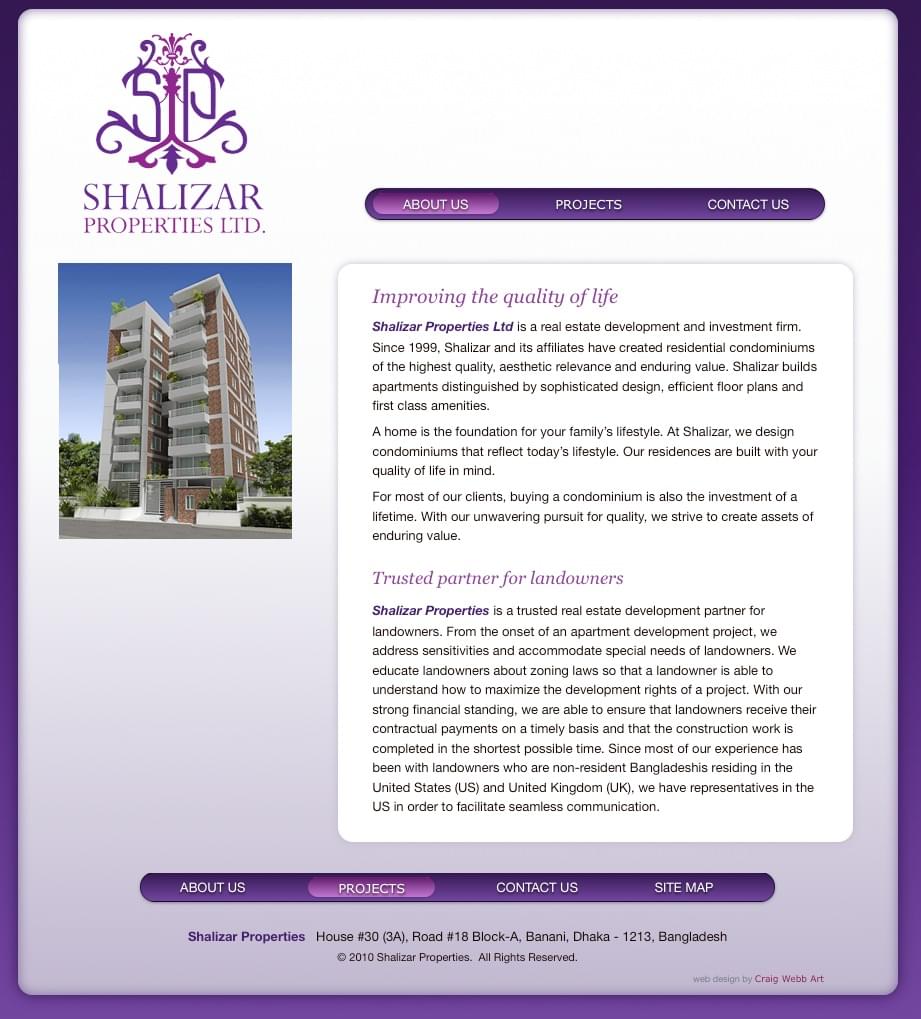 SP
SHALIZAR
PROPERTIES LTD.
ABOUT US PROJECTS CONTACT US
Improving the quality of life
Shalizar Properties Ltd is a real estate development and investment firm.
Since 1999, Shalizar and its affiliates have created residential condominiums
of the highest quality, aesthetic relevance and enduring value. Shalizar builds
apartments distinguished by sophisticated design, efficient floor plans and
first class amenities.
A home is the foundation for your family’s lifestyle. At Shalizar, we design
condominiums that reflect today’s lifestyle. Our residences are built with your
quality of life in mind.
For most of our clients, buying a condominium is also the investment of a
lifetime. With our unwavering pursuit for quality, we strive to create assets of
enduring value.
Trusted partner for landowners
Shalizar Properties is a trusted real estate development partner for
landowners. From the onset of an apartment development project, we
address sensitivities and accommodate special needs of landowners. We
educate landowners about zoning laws so that a landowner is able to
understand how to maximize the development rights of a project. With our
strong financial standing, we are able to ensure that landowners receive their
contractual payments on a timely basis and that the construction work is
completed in the shortest possible time. Since most of our experience has
been with landowners who are non-resident Bangladeshis residing in the
United States (US) and United Kingdom (UK), we have representatives in the
US in order to facilitate seamless communication.
ABOUT US PROJECTS CONTACT US SITE MAP
Shalizar Properties House #30 (3A), Road #18 Block-A, Banani, Dhaka - 1213, Bangladesh
© 2010 Shalizar Properties. All Rights Reserved.
web design by Craig Webb Art